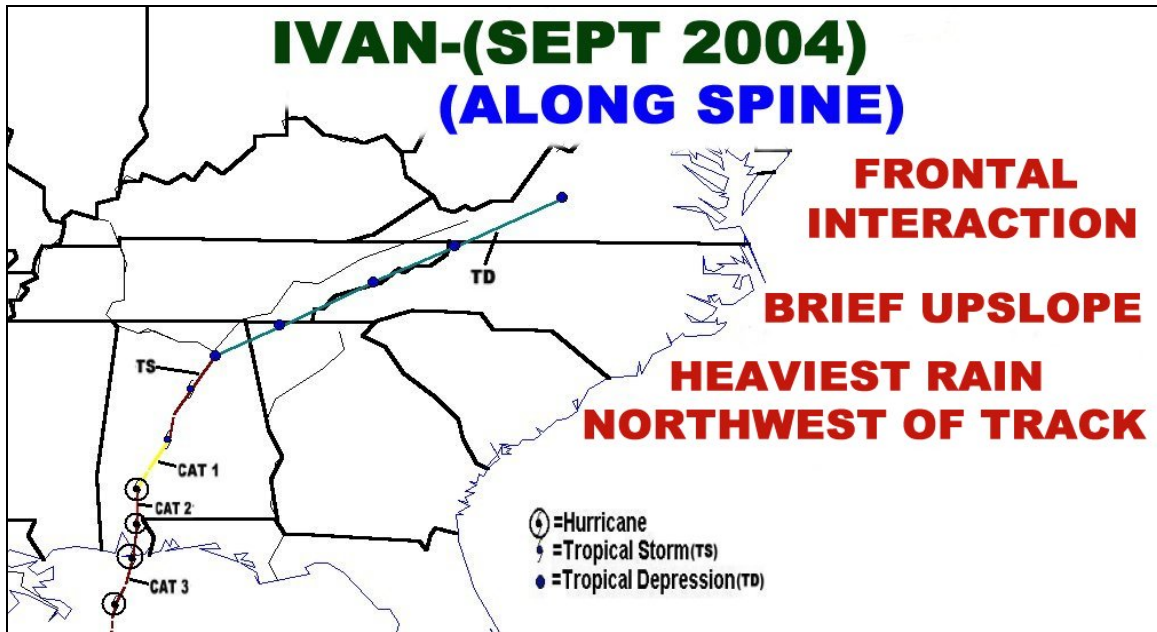 IVAN-(SEPT 2004)
(ALONG SPINE)
FRONTAL
INTERACTION
BRIEF UPSLOPE
HEAVIEST RAIN
NORTHWEST OF TRACK
TD
TS
CAT 1
CAT 2
CAT 3
=Hurricane
=Tropical Storm(TS)
=Tropical Depression(TD)